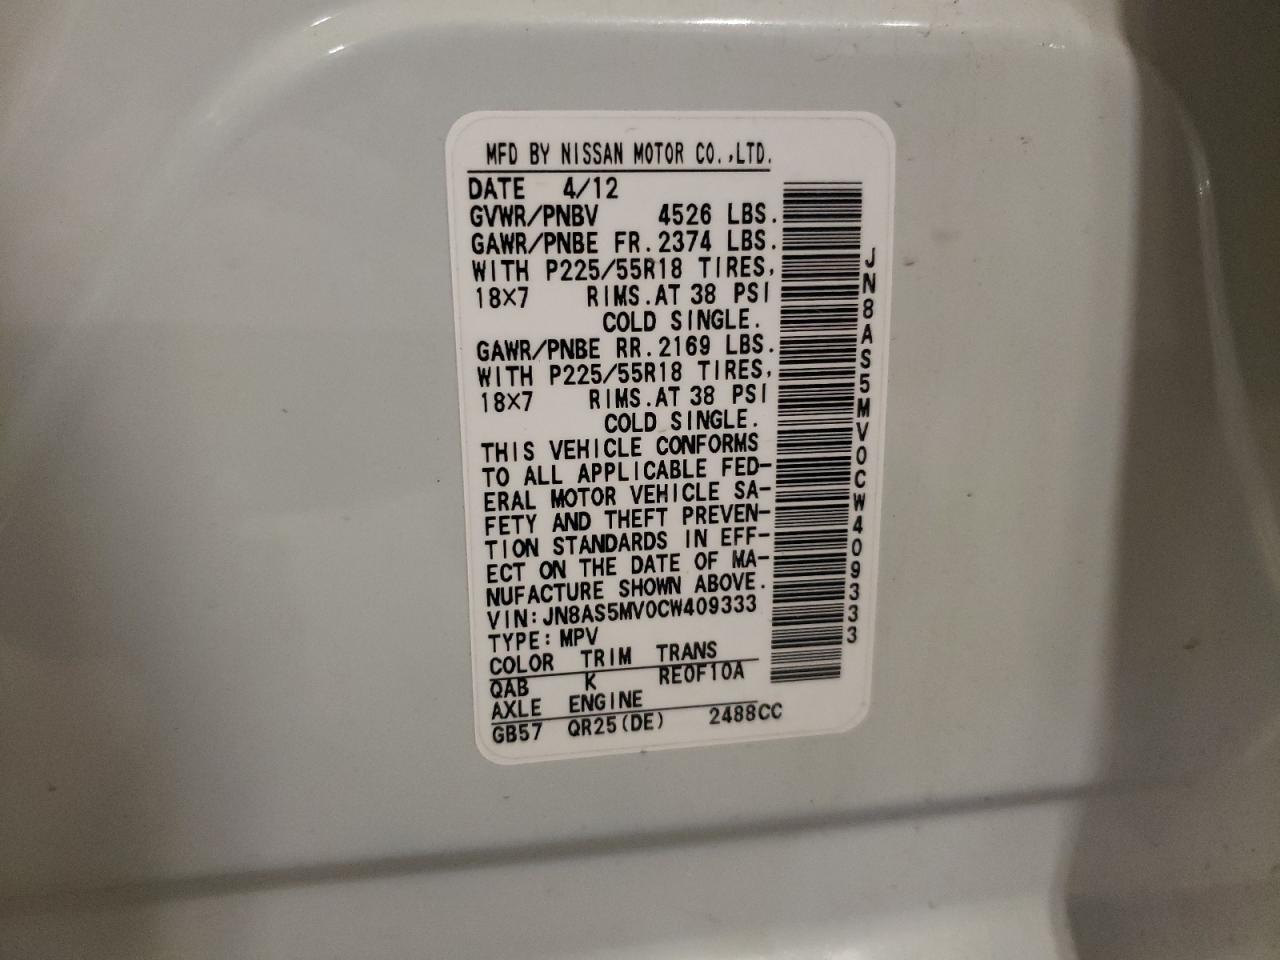 MFD BY NISSAN MOTOR CO.,LTD.
DATE 4/12
GVWR/PNBV 4526 LBS.
GAWR/PNBE FR.2374 LBS.
WITH P225/55R18 TIRES,
18×7 RIMS.AT 38 PSI
COLD SINGLE.
GAWR/PNBE RR.2169 LBS.
WITH P225/55R18 TIRES,
18×7 RIMS.AT 38 PSI
COLD SINGLE.
THIS VEHICLE CONFORMS
TO ALL APPLICABLE FED-
ERAL MOTOR VEHICLE SA-
FETY AND THEFT PREVEN-
TION STANDARDS IN EFF-
ECT ON THE DATE OF MA-
NUFACTURE SHOWN ABOVE.
VIN:JN8AS5MV0CW409333
TYPE:MPV
COLOR TRIM TRANS
QAB K RE0F10A
AXLE ENGINE
GB57 QR25(DE) 2488CC
JN8AS5MV0CW409333